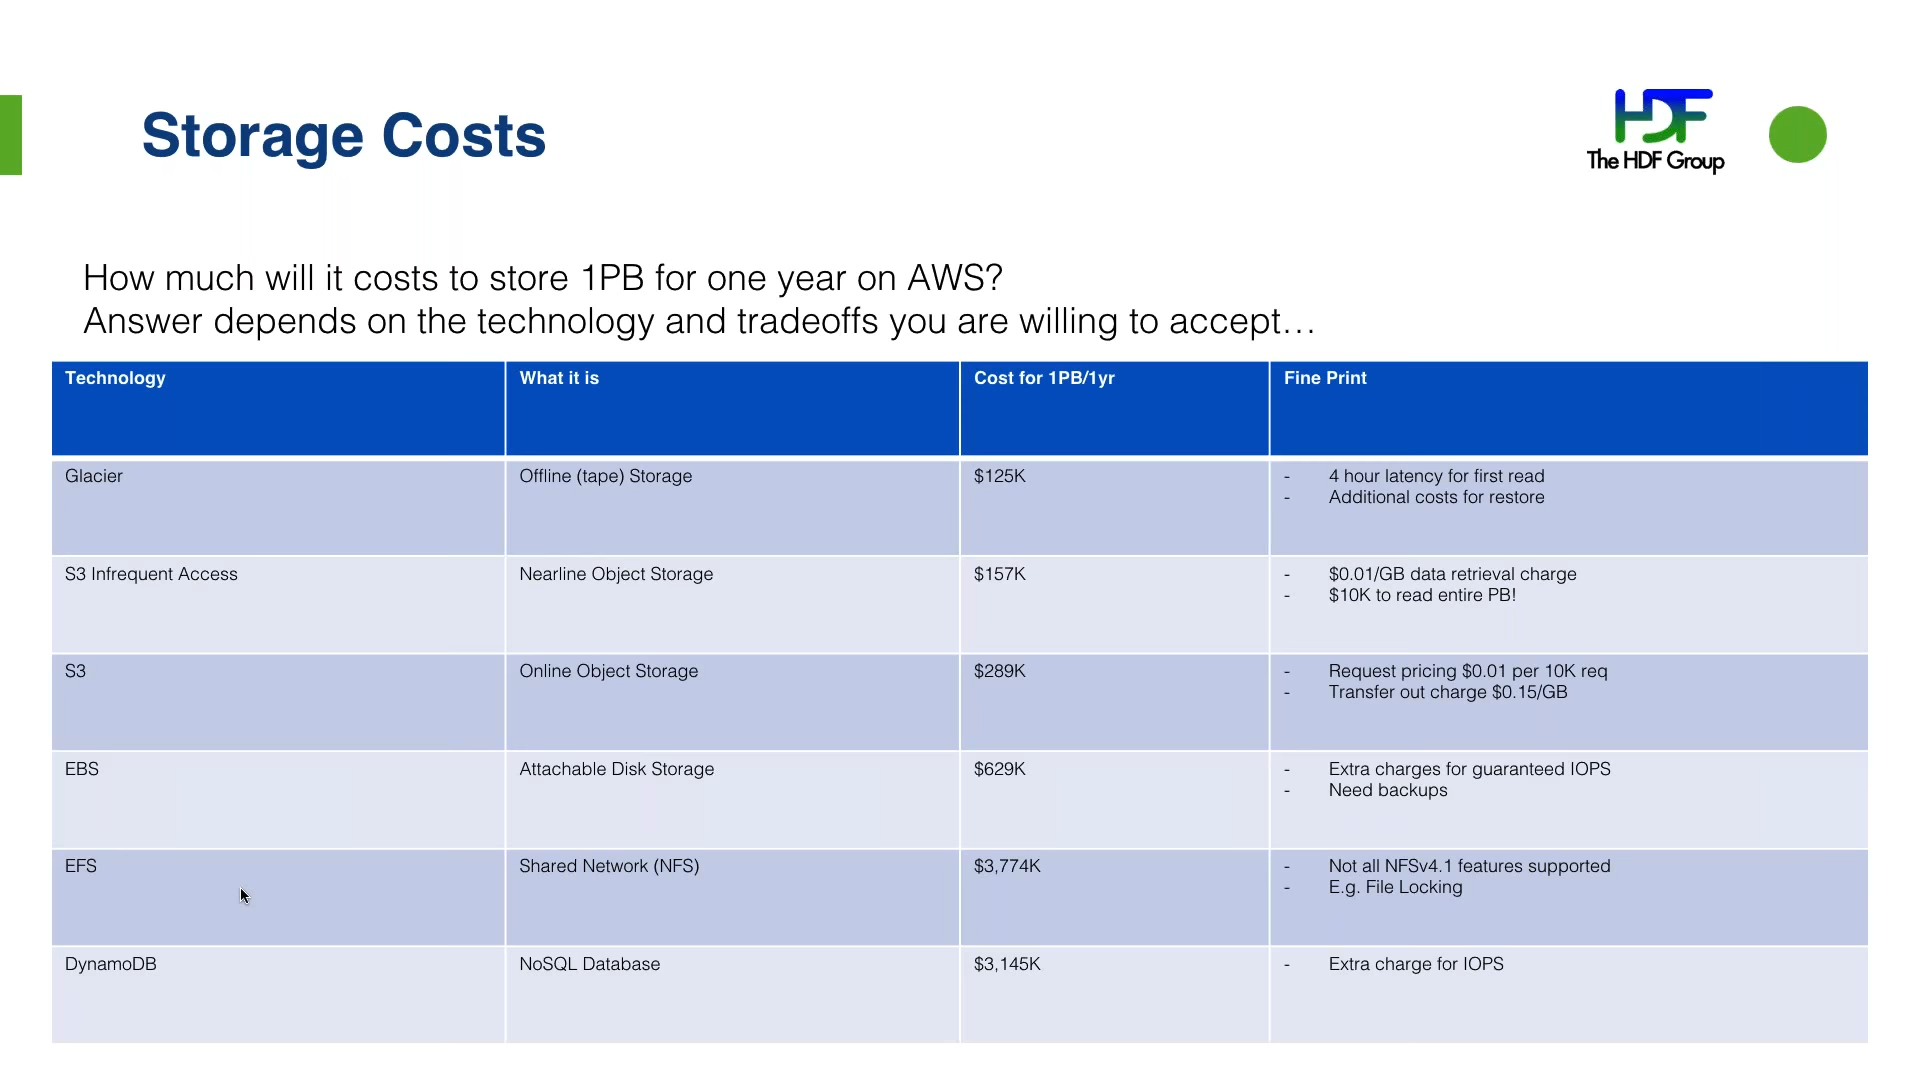 Storage Costs
HDF
The HDF Group
How much will it costs to store 1PB for one year on AWS?
Answer depends on the technology and tradeoffs you are willing to accept…
Technology What it is Cost for 1PB/1yr Fine Print
Glacier Offline (tape) Storage $125K - 4 hour latency for first read
- Additional costs for restore
S3 Infrequent Access Nearline Object Storage $157K - $0.01/GB data retrieval charge
- $10K to read entire PB!
S3 Online Object Storage $289K - Request pricing $0.01 per 10K req
- Transfer out charge $0.15/GB
EBS Attachable Disk Storage $629K - Extra charges for guaranteed IOPS
- Need backups
EFS Shared Network (NFS) $3,774K - Not all NFSv4.1 features supported
- E.g. File Locking
DynamoDB NoSQL Database $3,145K - Extra charge for IOPS